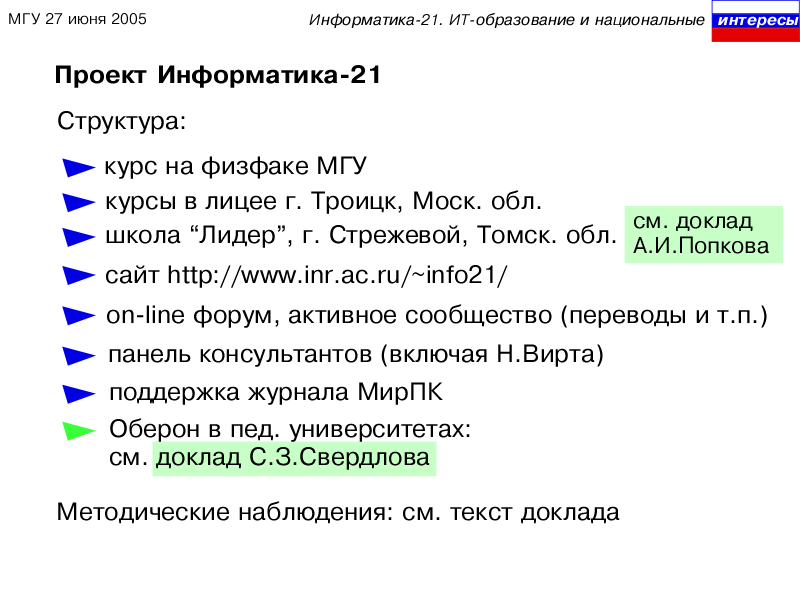 МГУ 27 июня 2005
Информатика-21. ИТ-образование и национальные интересы
Проект Информатика-21
Структура:
курс на физфаке МГУ
курсы в лицее г. Троицк, Моск. обл.
школа “Лидер”, г. Стрежевой, Томск. обл.
см. доклад
А.И.Попкова
сайт http://www.inr.ac.ru/~info21/
on-line форум, активное сообщество (переводы и т.п.)
панель консультантов (включая Н.Вирта)
поддержка журнала МирПК
Оберон в пед. университетах:
см. доклад С.З.Свердлова
Методические наблюдения: см. текст доклада